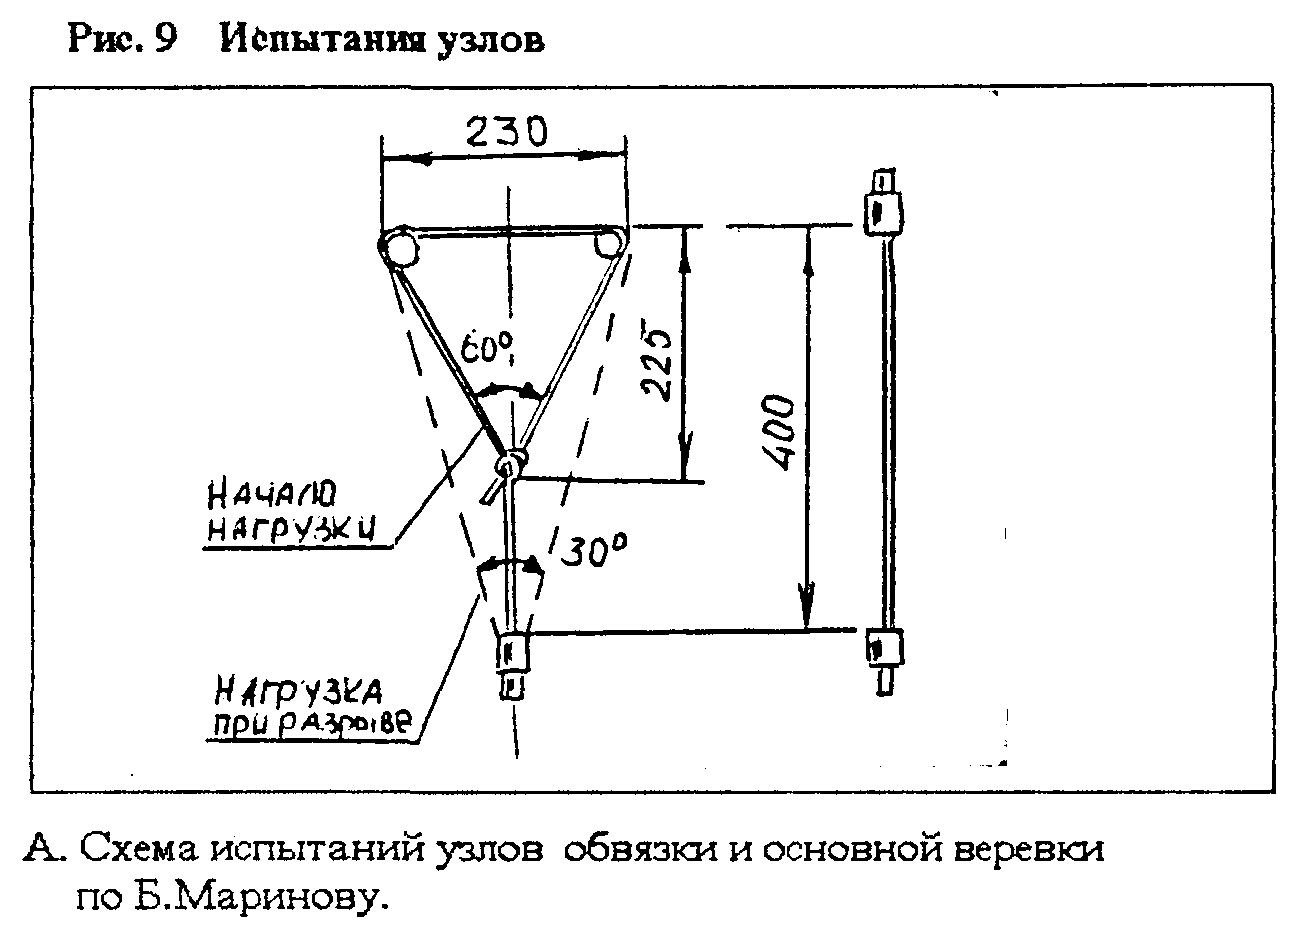 Рис. 9 Испытания узлов
230
60°
225
400
НАЧАЛО
НАГРУЗКИ
30°
НАГРУЗКА
ПРИ РАЗРЫВЕ
А. Схема испытаний узлов обвязки и основной веревки
по Б.Маринову.